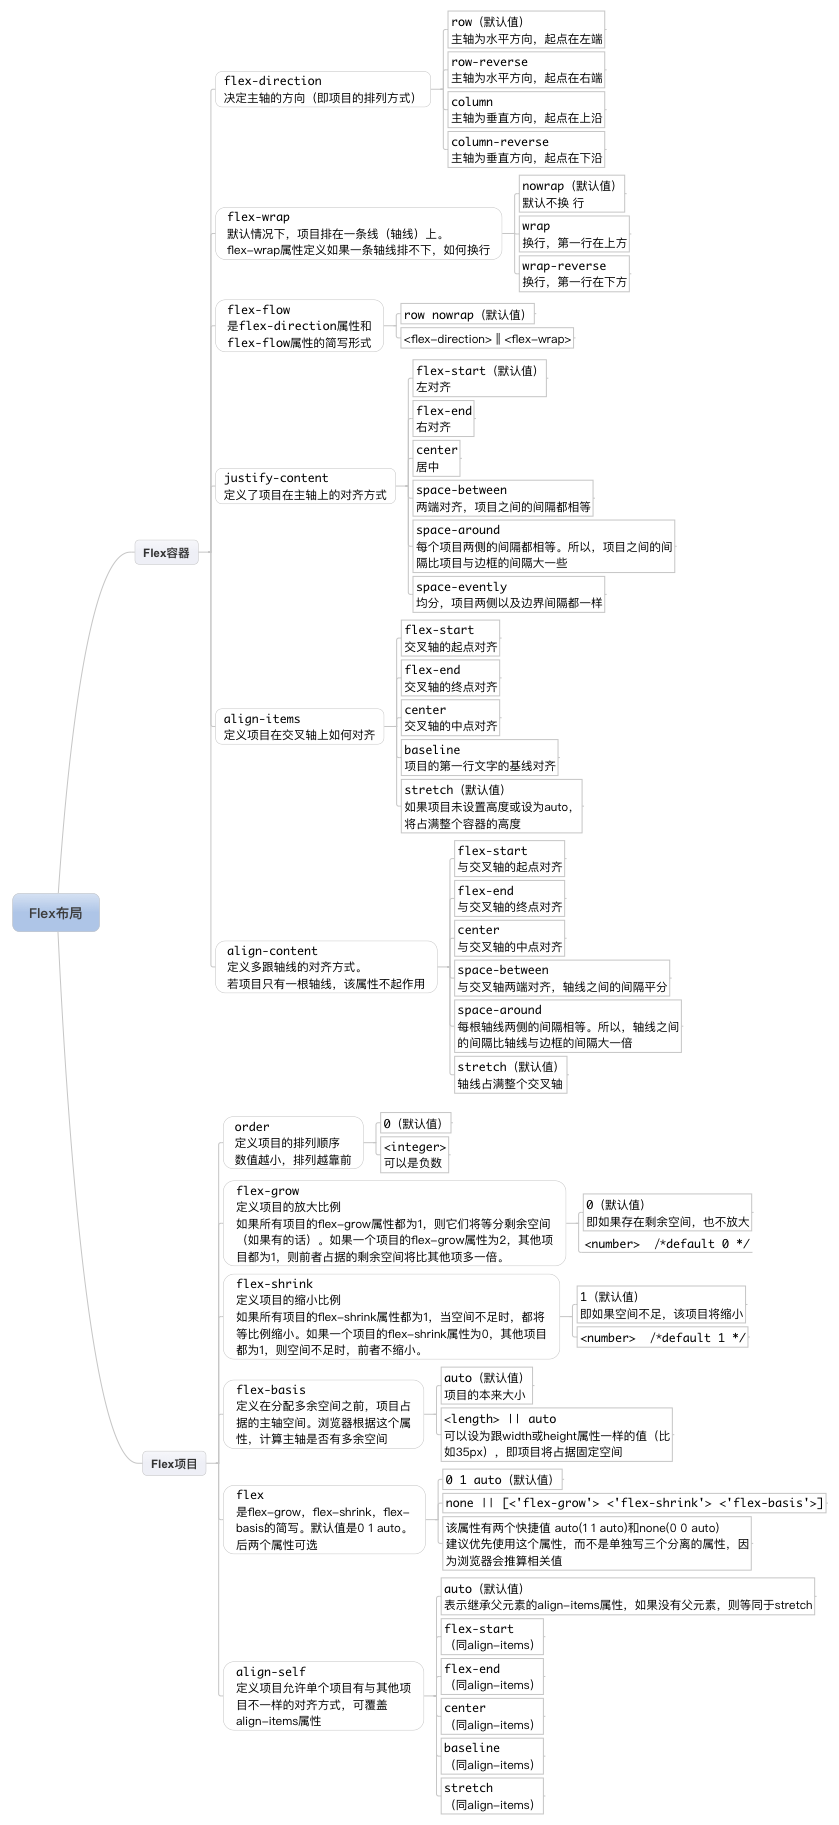 Flex布局
Flex容器
flex-direction
决定主轴的方向（即项目的排列方式）
row（默认值）
主轴为水平方向，起点在左端
row-reverse
主轴为水平方向，起点在右端
column
主轴为垂直方向，起点在上沿
column-reverse
主轴为垂直方向，起点在下沿
flex-wrap
默认情况下，项目排在一条线（轴线）上。
flex-wrap属性定义如果一条轴线排不下，如何换行
nowrap（默认值）
默认不换 行
wrap
换行，第一行在上方
wrap-reverse
换行，第一行在下方
flex-flow
是flex-direction属性和
flex-flow属性的简写形式
row nowrap（默认值）
<flex-direction> || <flex-wrap>
justify-content
定义了项目在主轴上的对齐方式
flex-start（默认值）
左对齐
flex-end
右对齐
center
居中
space-between
两端对齐，项目之间的间隔都相等
space-around
每个项目两侧的间隔都相等。所以，项目之间的间
隔比项目与边框的间隔大一些
space-evently
均分，项目两侧以及边界间隔都一样
align-items
定义项目在交叉轴上如何对齐
flex-start
交叉轴的起点对齐
flex-end
交叉轴的终点对齐
center
交叉轴的中点对齐
baseline
项目的第一行文字的基线对齐
stretch（默认值）
如果项目未设置高度或设为auto，
将占满整个容器的高度
align-content
定义多跟轴线的对齐方式。
若项目只有一根轴线，该属性不起作用
flex-start
与交叉轴的起点对齐
flex-end
与交叉轴的终点对齐
center
与交叉轴的中点对齐
space-between
与交叉轴两端对齐，轴线之间的间隔平分
space-around
每根轴线两侧的间隔相等。所以，轴线之间
的间隔比轴线与边框的间隔大一倍
stretch（默认值）
轴线占满整个交叉轴
Flex项目
order
定义项目的排列顺序
数值越小，排列越靠前
0（默认值）
<integer>
可以是负数
flex-grow
定义项目的放大比例
如果所有项目的flex-grow属性都为1，则它们将等分剩余空间
（如果有的话）。如果一个项目的flex-grow属性为2，其他项
目都为1，则前者占据的剩余空间将比其他项多一倍。
0（默认值）
即如果存在剩余空间，也不放大
<number> /*default 0 */
flex-shrink
定义项目的缩小比例
如果所有项目的flex-shrink属性都为1，当空间不足时，都将
等比例缩小。如果一个项目的flex-shrink属性为0，其他项目
都为1，则空间不足时，前者不缩小。
1（默认值）
即如果空间不足，该项目将缩小
<number> /*default 1 */
flex-basis
定义在分配多余空间之前，项目占
据的主轴空间。浏览器根据这个属
性，计算主轴是否有多余空间
auto（默认值）
项目的本来大小
<length> || auto
可以设为跟width或height属性一样的值（比
如35px），即项目将占据固定空间
flex
是flex-grow，flex-shrink，flex-
basis的简写。默认值是0 1 auto。
后两个属性可选
0 1 auto（默认值）
none || [<'flex-grow'> <'flex-shrink'> <'flex-basis'>]
该属性有两个快捷值 auto(1 1 auto)和none(0 0 auto)
建议优先使用这个属性，而不是单独写三个分离的属性，因
为浏览器会推算相关值
align-self
定义项目允许单个项目有与其他项
目不一样的对齐方式，可覆盖
align-items属性
auto（默认值）
表示继承父元素的align-items属性，如果没有父元素，则等同于stretch
flex-start
（同align-items）
flex-end
（同align-items）
center
（同align-items）
baseline
（同align-items）
stretch
（同align-items）